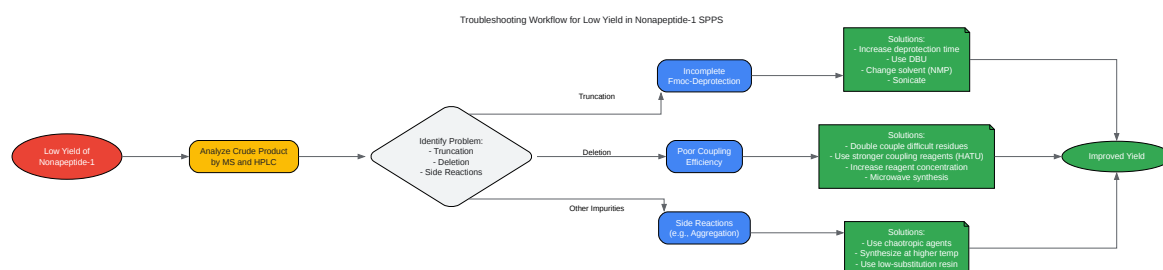 Troubleshooting Workflow for Low Yield in Nonapeptide-1 SPPS
Low Yield of
Nonapeptide-1
Analyze Crude Product
by MS and HPLC
Identify Problem:
- Truncation
- Deletion
- Side Reactions
Truncation
Incomplete
Fmoc-Deprotection
Solutions:
- Increase deprotection time
- Use DBU
- Change solvent (NMP)
- Sonicate
Deletion
Poor Coupling
Efficiency
Solutions:
- Double couple difficult residues
- Use stronger coupling reagents (HATU)
- Increase reagent concentration
- Microwave synthesis
Other Impurities
Side Reactions
(e.g., Aggregation)
Solutions:
- Use chaotropic agents
- Synthesize at higher temp
- Use low-substitution resin
Improved Yield